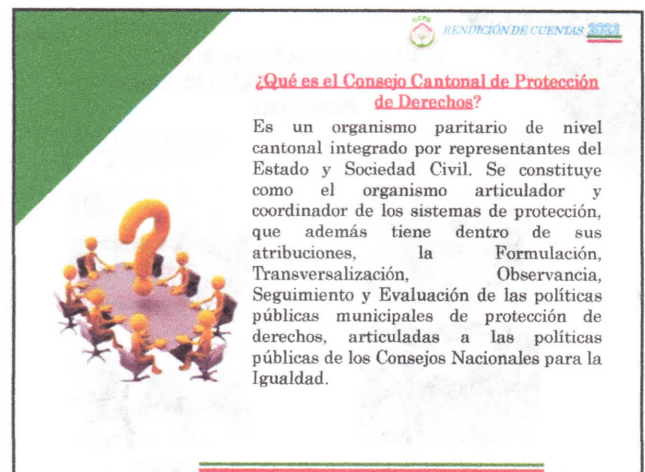 CCPD
RENDICIÓN DE CUENTAS
¿Qué es el Consejo Cantonal de Protección
de Derechos?
Es un organismo paritario de nivel
cantonal integrado por representantes del
Estado y Sociedad Civil. Se constituye
como el organismo articulador y
coordinador de los sistemas de protección,
que además tiene dentro de sus
atribuciones, la Formulación,
Transversalización, Observancia,
Seguimiento y Evaluación de las políticas
públicas municipales de protección de
derechos, articuladas a las políticas
públicas de los Consejos Nacionales para la
Igualdad.